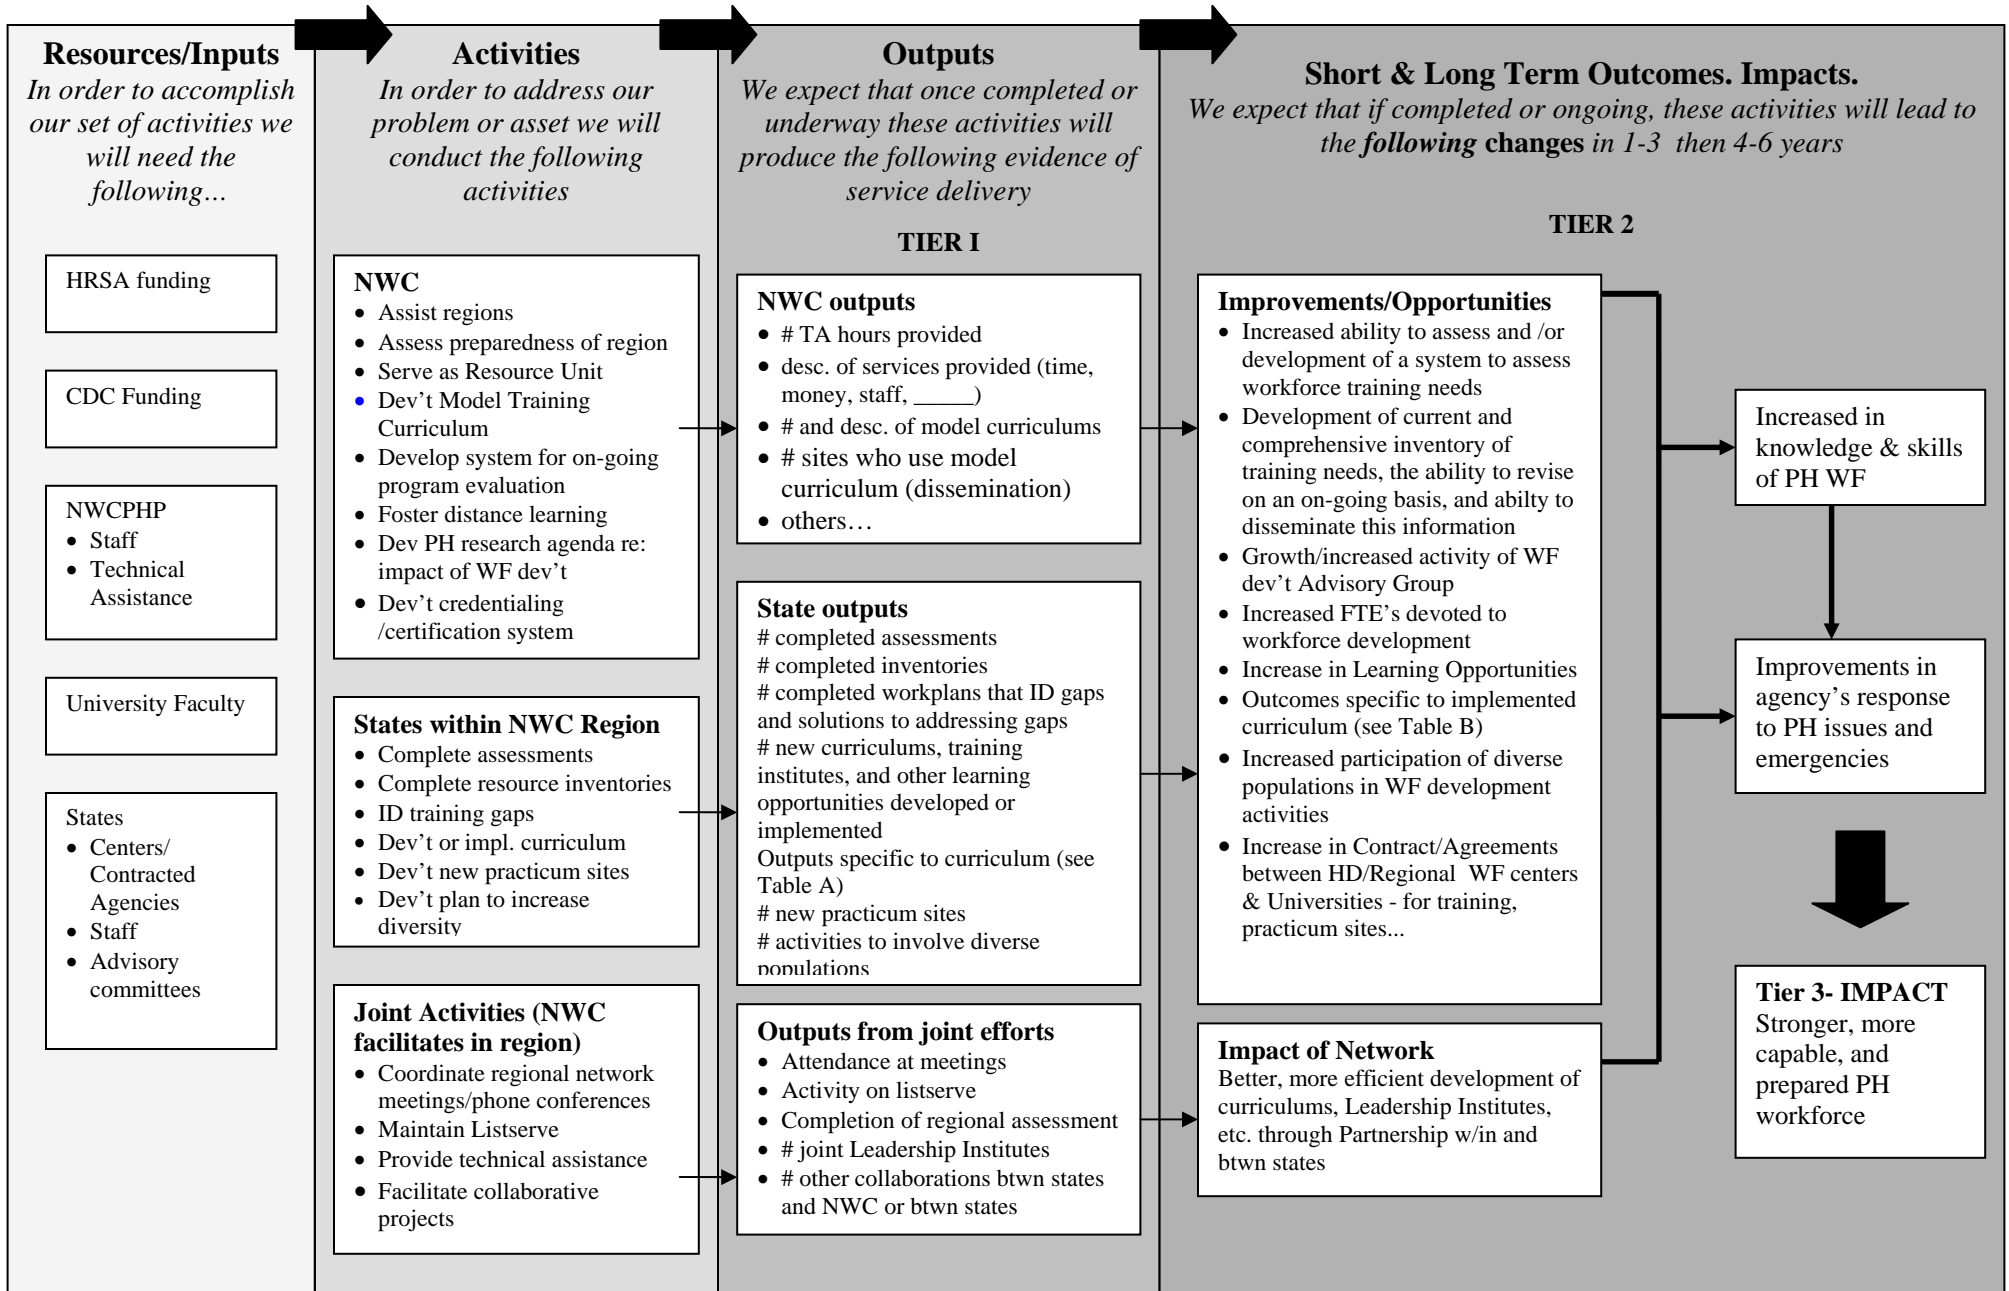 Resources/Inputs
In order to accomplish
our set of activities we
will need the
following…
HRSA funding
CDC Funding
NWCPHP
• Staff
• Technical
Assistance
University Faculty
States
• Centers/
Contracted
Agencies
• Staff
• Advisory
committees
Activities
In order to address our
problem or asset we will
conduct the following
activities
NWC
• Assist regions
• Assess preparedness of region
• Serve as Resource Unit
• Dev’t Model Training
Curriculum
• Develop system for on-going
program evaluation
• Foster distance learning
• Dev PH research agenda re:
impact of WF dev’t
• Dev’t credentialing
/certification system
States within NWC Region
• Complete assessments
• Complete resource inventories
• ID training gaps
• Dev’t or impl. curriculum
• Dev’t new practicum sites
• Dev’t plan to increase
diversity
Joint Activities (NWC
facilitates in region)
• Coordinate regional network
meetings/phone conferences
• Maintain Listserve
• Provide technical assistance
• Facilitate collaborative
projects
Outputs
We expect that once completed or
underway these activities will
produce the following evidence of
service delivery
TIER I
NWC outputs
• # TA hours provided
• desc. of services provided (time,
money, staff, _____)
• # and desc. of model curriculums
• # sites who use model
curriculum (dissemination)
• others…
State outputs
# completed assessments
# completed inventories
# completed workplans that ID gaps
and solutions to addressing gaps
# new curriculums, training
institutes, and other learning
opportunities developed or
implemented
Outputs specific to curriculum (see
Table A)
# new practicum sites
# activities to involve diverse
populations
Outputs from joint efforts
• Attendance at meetings
• Activity on listserve
• Completion of regional assessment
• # joint Leadership Institutes
• # other collaborations btwn states
and NWC or btwn states
Short & Long Term Outcomes. Impacts.
We expect that if completed or ongoing, these activities will lead to
the following changes in 1-3 then 4-6 years
TIER 2
Improvements/Opportunities
• Increased ability to assess and /or
development of a system to assess
workforce training needs
• Development of current and
comprehensive inventory of
training needs, the ability to revise
on an on-going basis, and abilty to
disseminate this information
• Growth/increased activity of WF
dev’t Advisory Group
• Increased FTE’s devoted to
workforce development
• Increase in Learning Opportunities
• Outcomes specific to implemented
curriculum (see Table B)
• Increased participation of diverse
populations in WF development
activities
• Increase in Contract/Agreements
between HD/Regional WF centers
& Universities - for training,
practicum sites...
Impact of Network
Better, more efficient development of
curriculums, Leadership Institutes,
etc. through Partnership w/in and
btwn states
Increased in
knowledge & skills
of PH WF
Improvements in
agency’s response
to PH issues and
emergencies
Tier 3- IMPACT
Stronger, more
capable, and
prepared PH
workforce